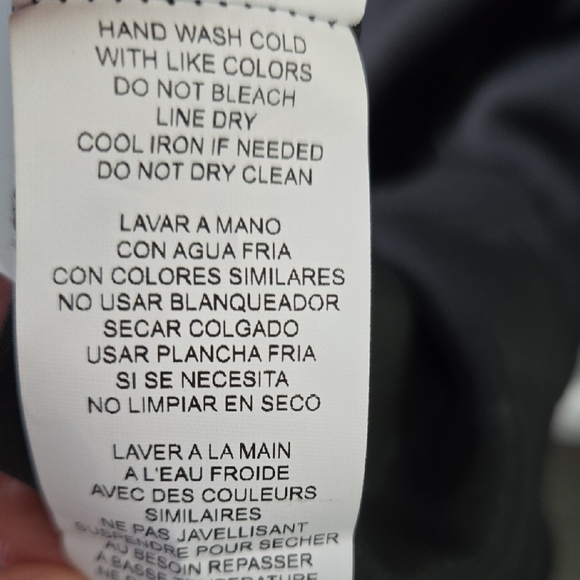 HAND WASH COLD
WITH LIKE COLORS
DO NOT BLEACH
LINE DRY
COOL IRON IF NEEDED
DO NOT DRY CLEAN
LAVAR A MANO
CON AGUA FRIA
CON COLORES SIMILARES
NO USAR BLANQUEADOR
SECAR COLGADO
USAR PLANCHA FRIA
SI SE NECESITA
NO LIMPIAR EN SECO
LAVER A LA MAIN
A L'EAU FROIDE
AVEC DES COULEURS
SIMILAIRES
NE PAS JAVELLISANT
SUSPENDRE POUR SECHER
AU BESOIN REPASSER
A BASSE TEMPERATURE